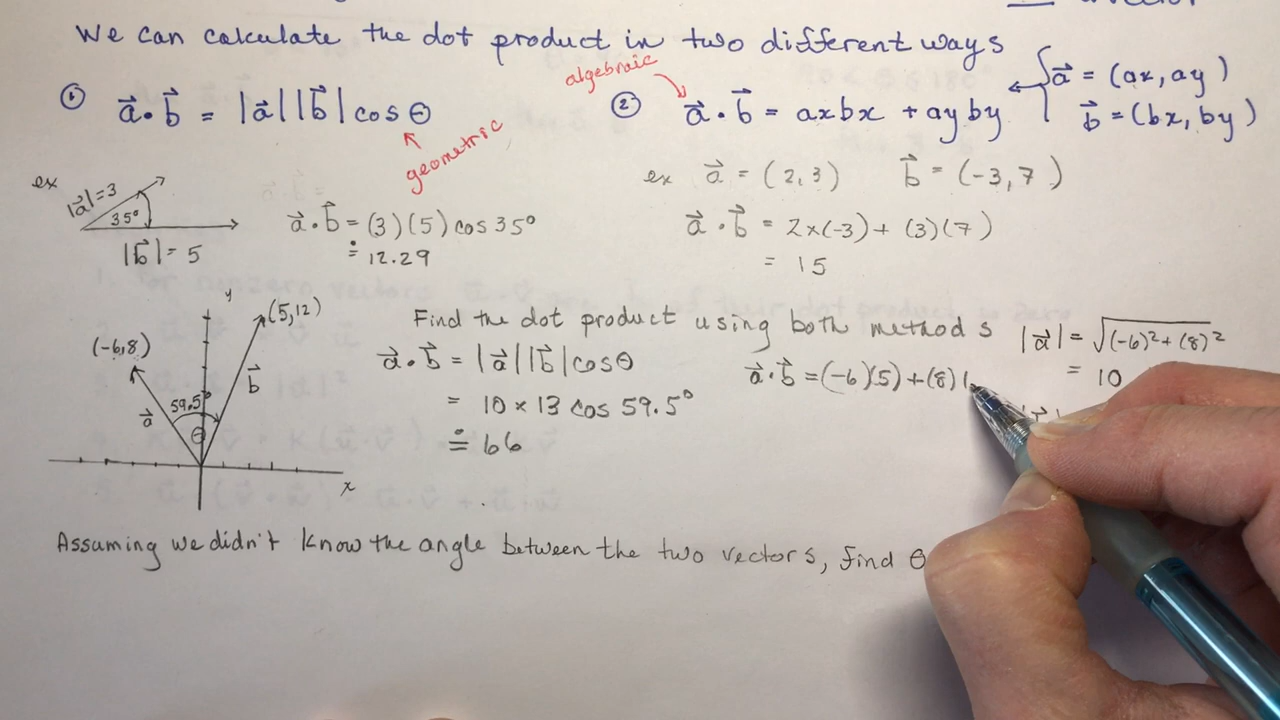 We can calculate the dot product in two different ways
algebraic
① a⃗·b⃗ = |a⃗||b⃗|cos θ
geometric
② a⃗·b⃗ = axbx + ayby
a⃗ = (ax, ay)
b⃗ = (bx, by)
ex |a⃗|=3
35°
|b⃗| = 5
a⃗·b⃗ = (3)(5) cos 35°
≐ 12.29
ex a⃗ = (2, 3) b⃗ = (-3, 7)
a⃗·b⃗ = 2×(-3) + (3)(7)
= 15
y
(5,12)
(-6,8)
b⃗
59.5°
a⃗
θ
x
Find the dot product using both methods
a⃗·b⃗ = |a⃗||b⃗|cosθ
= 10 × 13 cos 59.5°
≐ 66
a⃗·b⃗ = (-6)(5) + (8)(
|a⃗| = √(-6)² + (8)²
= 10
Assuming we didn't know the angle between the two vectors, find θ